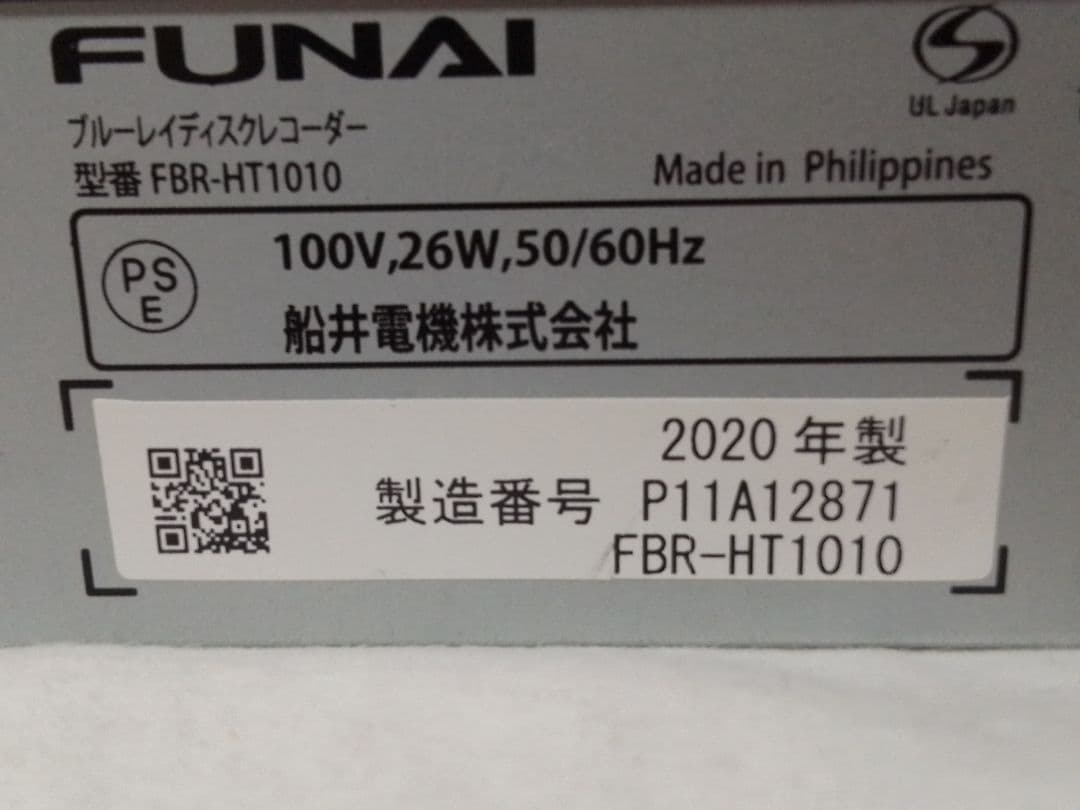 FUNAI
UL Japan
ブルーレイディスクレコーダー
型番 FBR-HT1010
Made in Philippines
PS
E
100V,26W,50/60Hz
船井電機株式会社
2020 年製
製造番号 P11A12871
FBR-HT1010